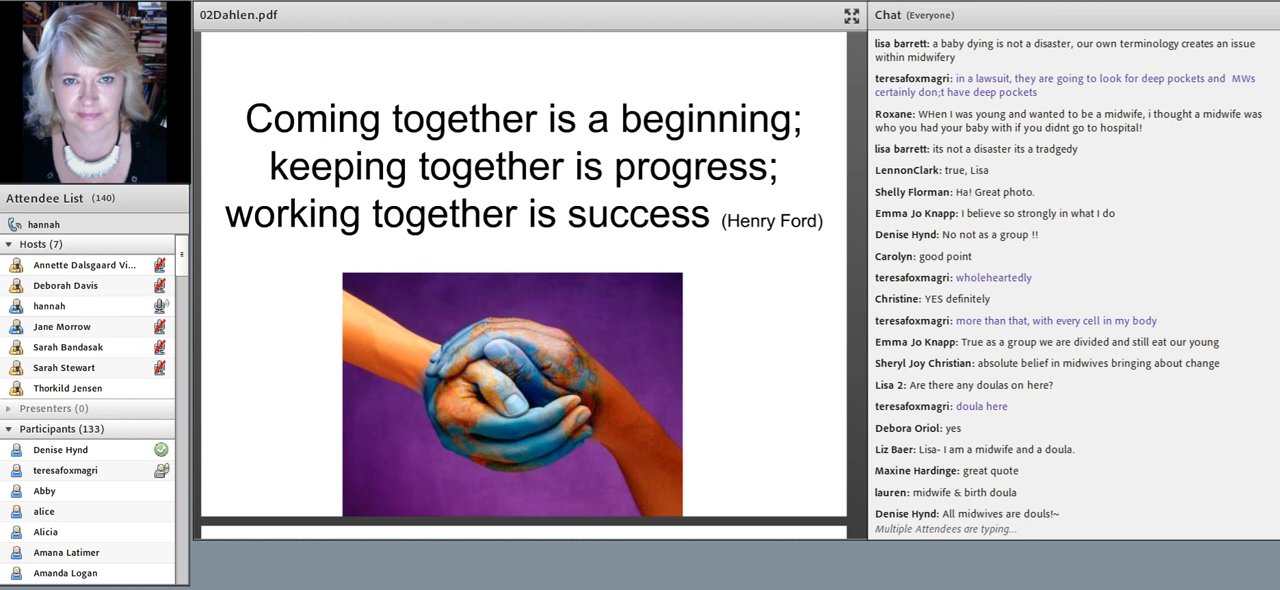 02Dahlen.pdf
Coming together is a beginning;
keeping together is progress;
working together is success (Henry Ford)
Attendee List (140)
hannah
Hosts (7)
Annette Dalsgaard Vi...
Deborah Davis
hannah
Jane Morrow
Sarah Bandasak
Sarah Stewart
Thorkild Jensen
Presenters (0)
Participants (133)
Denise Hynd
teresafoxmagri
Abby
alice
Alicia
Amana Latimer
Amanda Logan
Chat (Everyone)
lisa barrett: a baby dying is not a disaster, our own terminology creates an issue
within midwifery
teresafoxmagri: in a lawsuit, they are going to look for deep pockets and  MWs
certainly don;t have deep pockets
Roxane: WHen I was young and wanted to be a midwife, i thought a midwife was
who you had your baby with if you didnt go to hospital!
lisa barrett: its not a disaster its a tradgedy
LennonClark: true, Lisa
Shelly Florman: Ha! Great photo.
Emma Jo Knapp: I believe so strongly in what I do
Denise Hynd: No not as a group !!
Carolyn: good point
teresafoxmagri: wholeheartedly
Christine: YES definitely
teresafoxmagri: more than that, with every cell in my body
Emma Jo Knapp: True as a group we are divided and still eat our young
Sheryl Joy Christian: absolute belief in midwives bringing about change
Lisa 2: Are there any doulas on here?
teresafoxmagri: doula here
Debora Oriol: yes
Liz Baer: Lisa- I am a midwife and a doula.
Maxine Hardinge: great quote
lauren: midwife & birth doula
Denise Hynd: All midwives are douls!~
Multiple Attendees are typing...